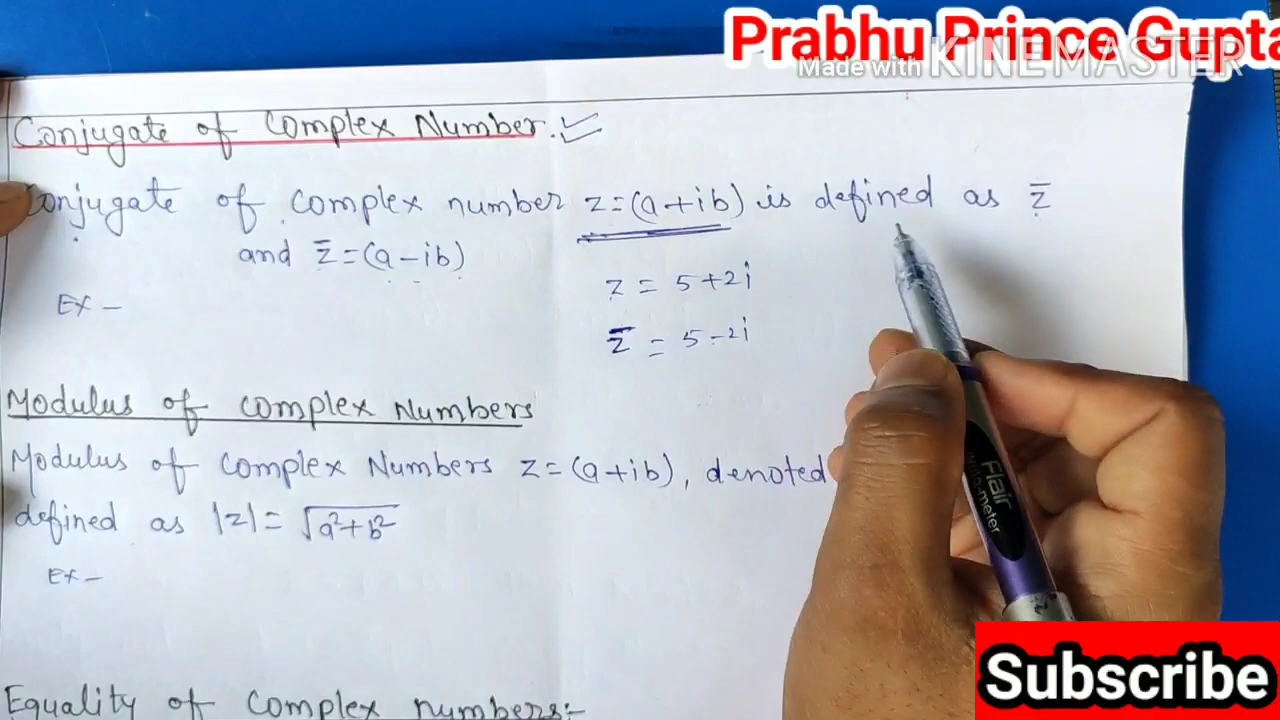 Prabhu Prince Gupta
Made with KINEMASTER
Conjugate of Complex Number.
Conjugate of complex number z=(a+ib) is defined as z̅
and z̅=(a-ib)
z = 5+2i
Ex-
z̅ = 5-2i
Modulus of complex Numbers
Modulus of complex Numbers z=(a+ib), denoted
defined as |z|= √a²+b²
Ex-
Flair
Writo-meter
Subscribe
Equality of complex numbers:-